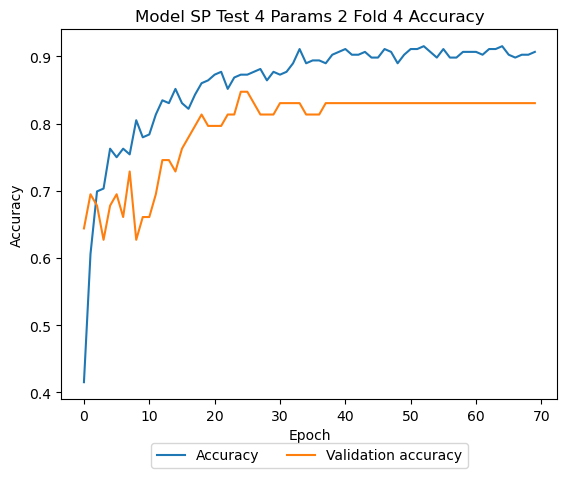 Model SP Test 4 Params 2 Fold 4 Accuracy
0.9
0.8
0.7
0.6
0.5
0.4
Accuracy
0 10 20 30 40 50 60 70
Epoch
Accuracy Validation accuracy